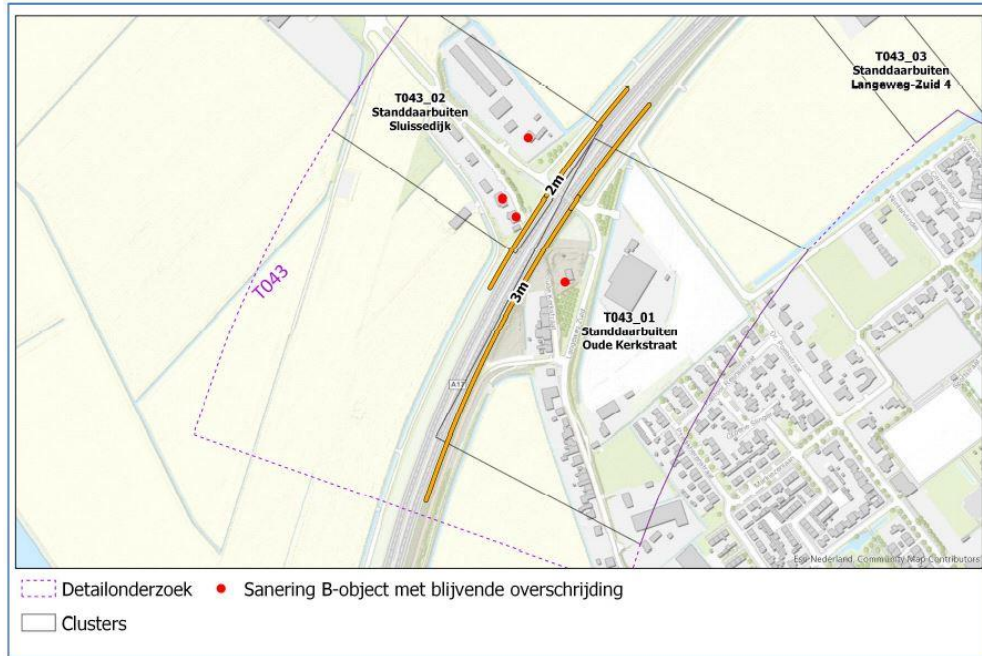 T043_03
Standdaarbuiten
Langeweg-Zuid 4
T043_02
Standdaarbuiten
Sluissedijk
2m
T043
3m
T043_01
Standdaarbuiten
Oude Kerkstraat
A17
Esri Nederland, Community Map Contributors
Detailonderzoek
Sanering B-object met blijvende overschrijding
Clusters